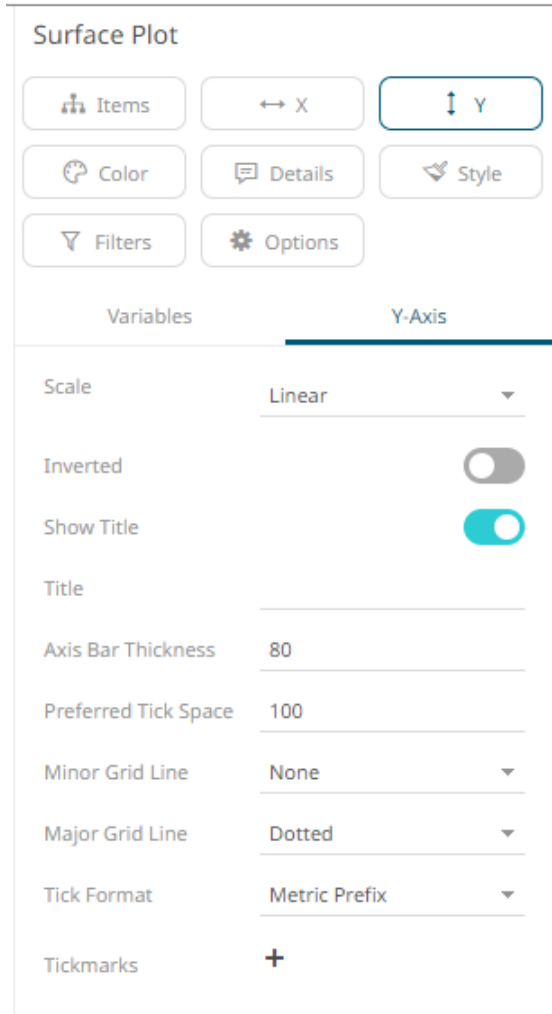 Surface Plot
Items X Y
Color Details Style
Filters Options
Variables Y-Axis
Scale Linear
Inverted
Show Title
Title
Axis Bar Thickness 80
Preferred Tick Space 100
Minor Grid Line None
Major Grid Line Dotted
Tick Format Metric Prefix
Tickmarks +